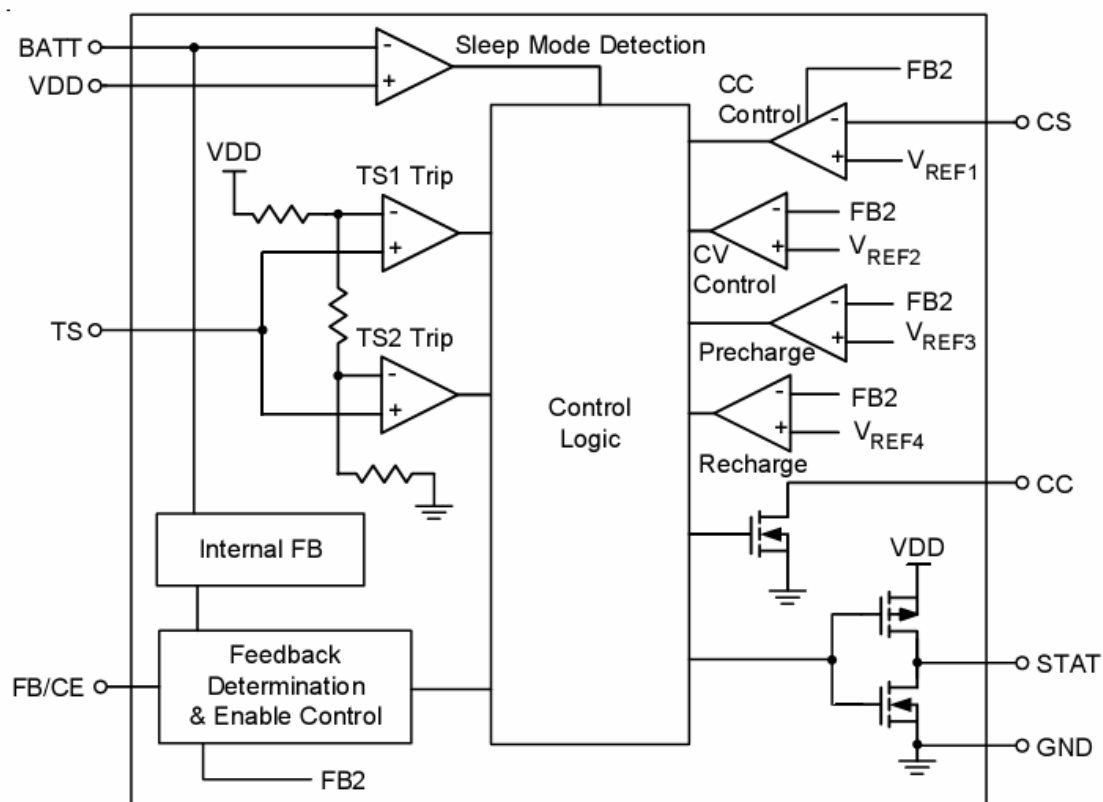 BATT
Sleep Mode Detection
VDD
FB2
CC
Control
CS
VREF1
VDD
TS1 Trip
-
+
FB2
VREF2
CV
Control
TS
TS2 Trip
FB2
VREF3
Precharge
Control
Logic
FB2
VREF4
Recharge
CC
Internal FB
VDD
Feedback
Determination
& Enable Control
FB/CE
STAT
GND
FB2